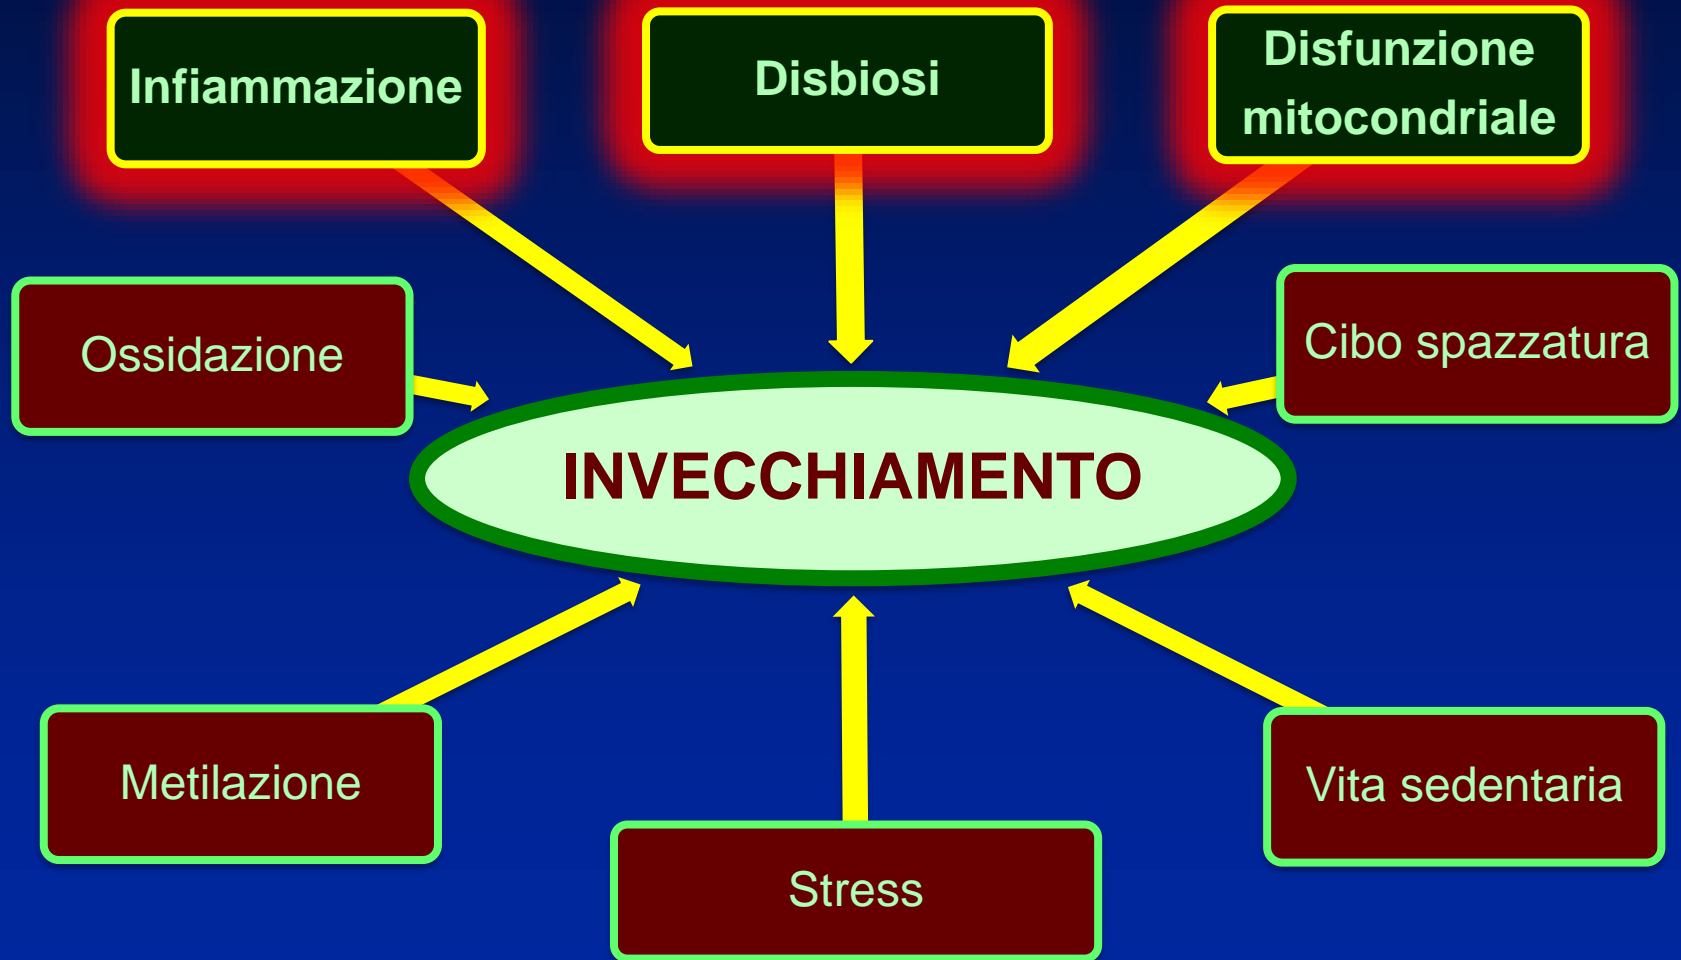 Infiammazione
Disbiosi
Disfunzione
mitocondriale
Ossidazione
Cibo spazzatura
INVECCHIAMENTO
Metilazione
Vita sedentaria
Stress